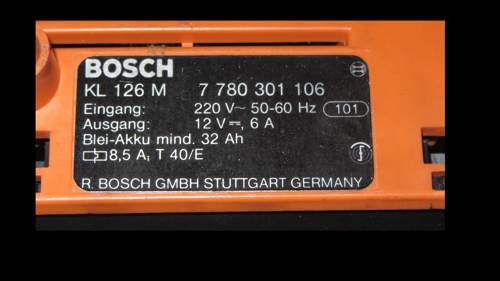 BOSCH
KL 126 M 7 780 301 106
Eingang: 220 V~ 50-60 Hz 101
Ausgang: 12 V⎓, 6 A
Blei-Akku mind. 32 Ah
8,5 A, T 40/E
R. BOSCH GMBH STUTTGART GERMANY